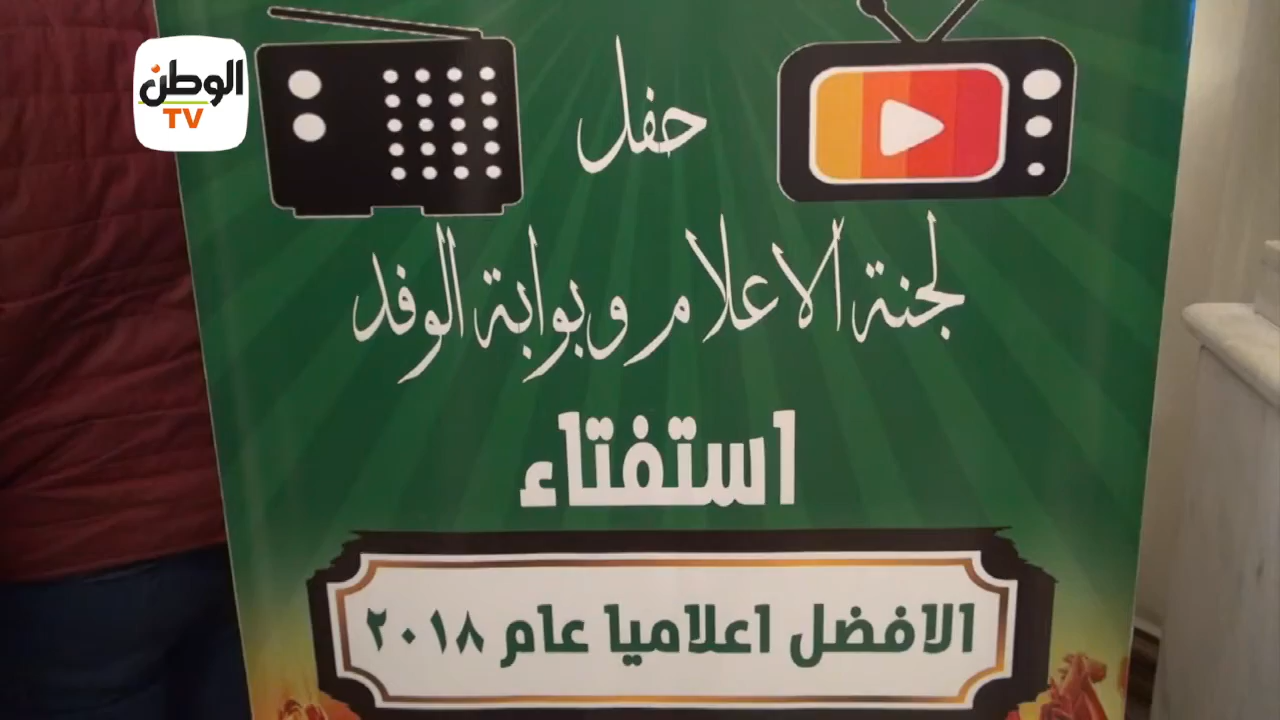 الوطن
TV
حفل
لجنة الاعلام وبوابة الوفد
استفتاء
الافضل اعلاميا عام ٢٠١٨